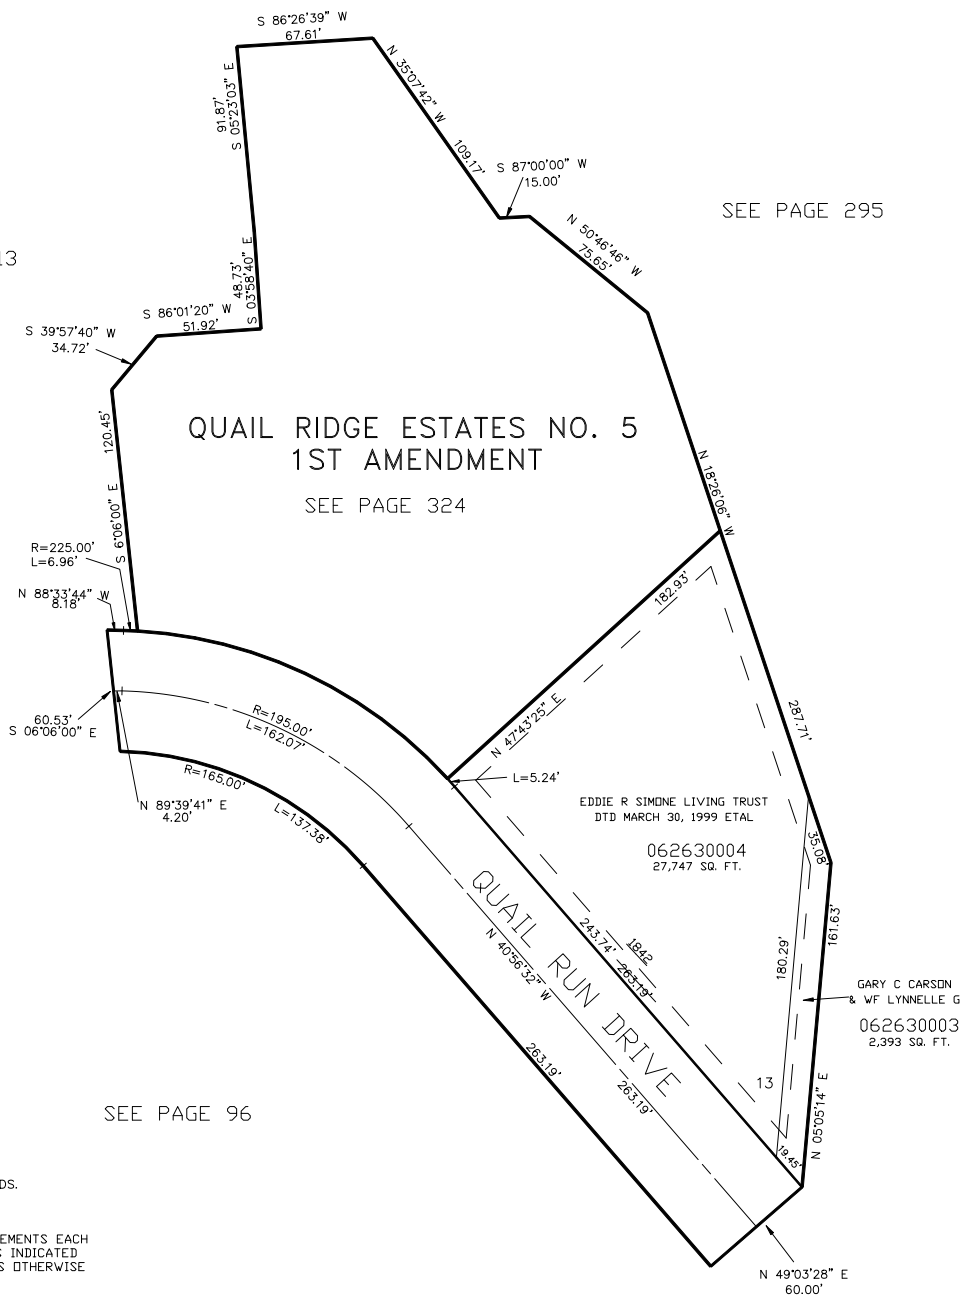 S 86°26'39" W
67.61'
N 35°07'42" W
109.17'
91.87'
S 05°23'03" E
S 87°00'00" W
15.00'
SEE PAGE 295
N 50°46'46" W
75.65'
13
48.73'
S 03°58'40" E
S 86°01'20" W
51.92'
S 39°57'40" W
34.72'
120.45'
S 6°06'00" E
QUAIL RIDGE ESTATES NO. 5
1ST AMENDMENT
SEE PAGE 324
N 18°26'06" W
287.71'
R=225.00'
L=6.96'
N 88°33'44" W
8.18'
182.93'
N 47°43'25" E
60.53'
S 06°06'00" E
R=195.00'
L=162.07'
R=165.00'
L=137.38'
N 89°39'41" E
4.20'
L=5.24'
EDDIE R SIMONE LIVING TRUST
DTD MARCH 30, 1999 ETAL
062630004
27,747 SQ. FT.
35.08'
161.63'
180.29'
QUAIL RUN DRIVE
243.74'
1842
263.19'
N 40°56'32" W
263.19'
263.19'
GARY C CARSON
& WF LYNNELLE G
062630003
2,393 SQ. FT.
13
N 05°05'14" E
19.45'
SEE PAGE 96
DS.
EMENTS EACH
S INDICATED
S OTHERWISE
N 49°03'28" E
60.00'